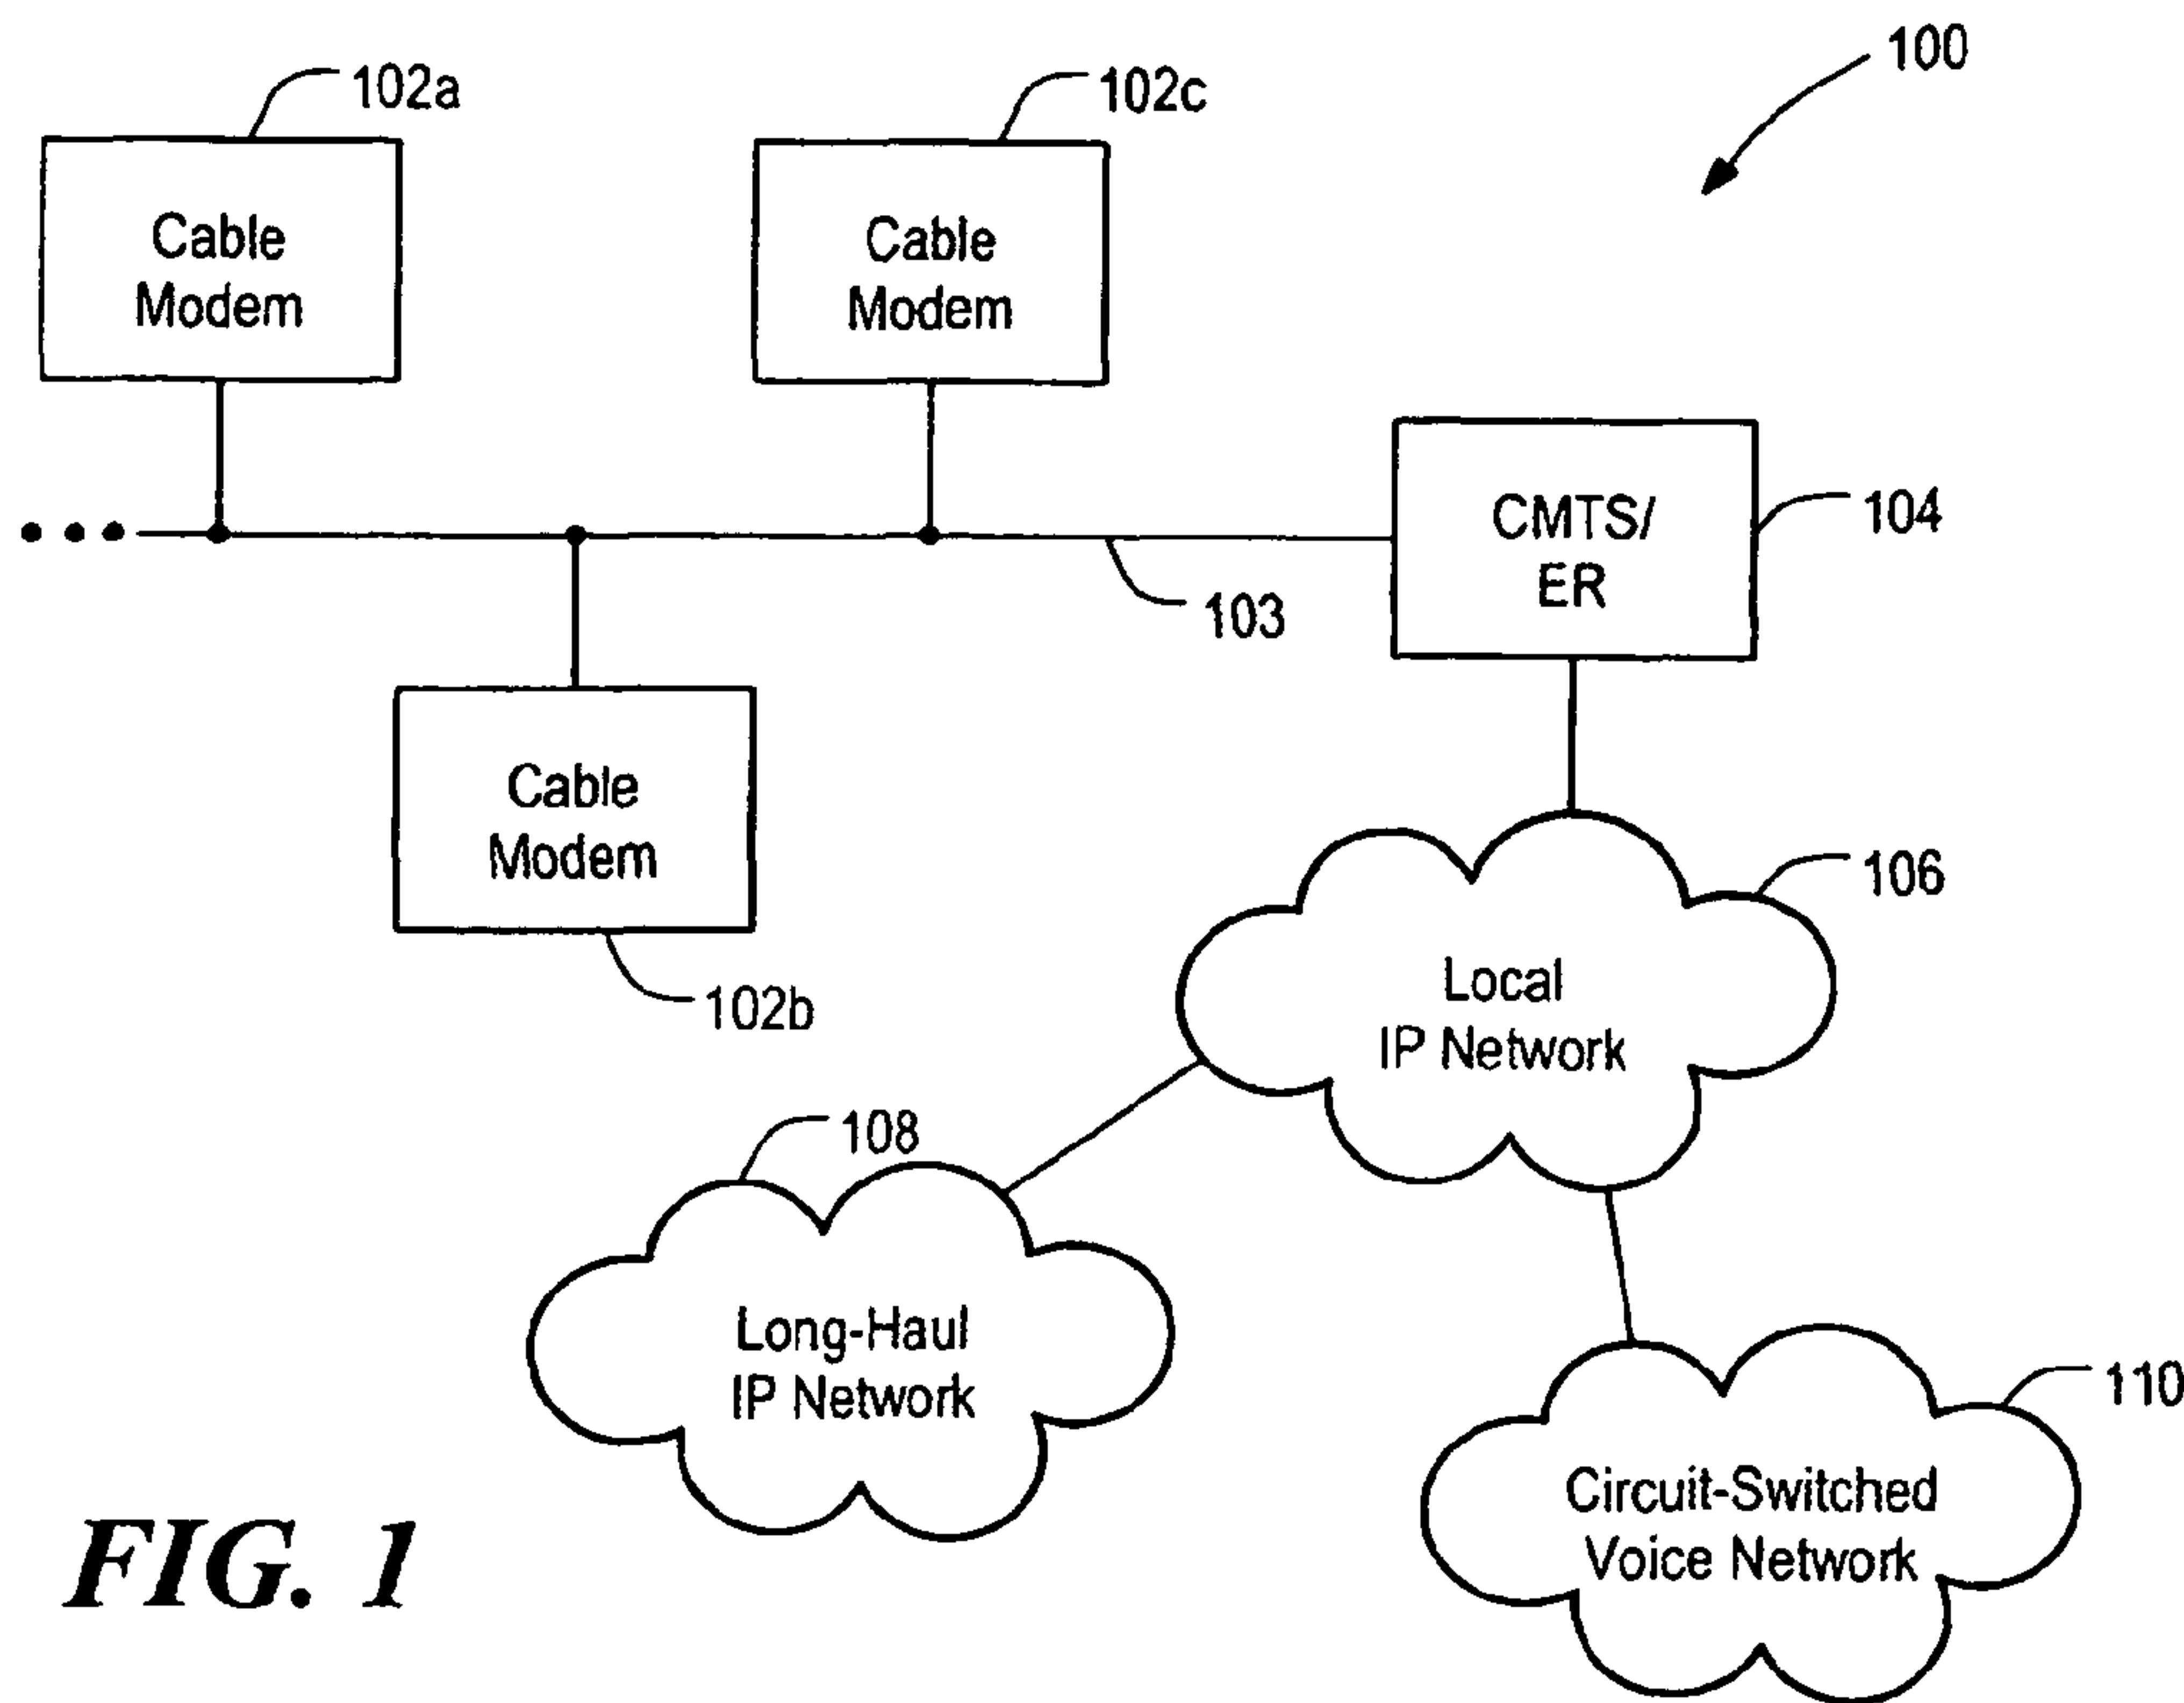 100
102a
102c
Cable
Modem
Cable
Modem
CMTS/
ER
104
103
Cable
Modem
102b
106
Local
IP Network
108
Long-Haul
IP Network
110
Circuit-Switched
Voice Network
FIG. 1